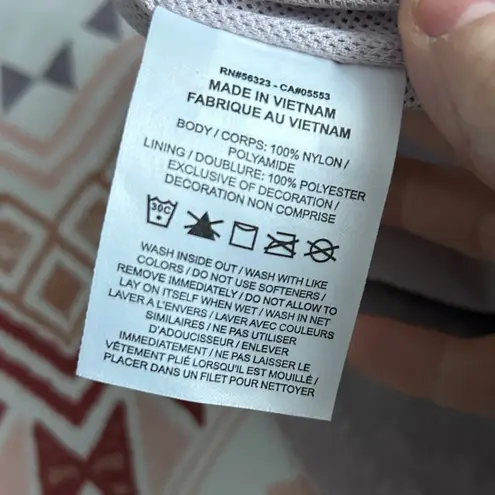 RN#56323 - CA#05553
MADE IN VIETNAM
FABRIQUE AU VIETNAM
BODY / CORPS: 100% NYLON /
POLYAMIDE
LINING / DOUBLURE: 100% POLYESTER
EXCLUSIVE OF DECORATION /
DECORATION NON COMPRISE
30C
WASH INSIDE OUT / WASH WITH LIKE
COLORS / DO NOT USE SOFTENERS /
REMOVE IMMEDIATELY / DO NOT ALLOW TO
LAY ON ITSELF WHEN WET / WASH IN NET
LAVER A L'ENVERS / LAVER AVEC COULEURS
SIMILAIRES / NE PAS UTILISER
D'ADOUCISSEUR / ENLEVER
IMMÉDIATEMENT / NE PAS LAISSER LE
VÊTEMENT PLIÉ LORSQU'IL EST MOUILLÉ /
PLACER DANS UN FILET POUR NETTOYER